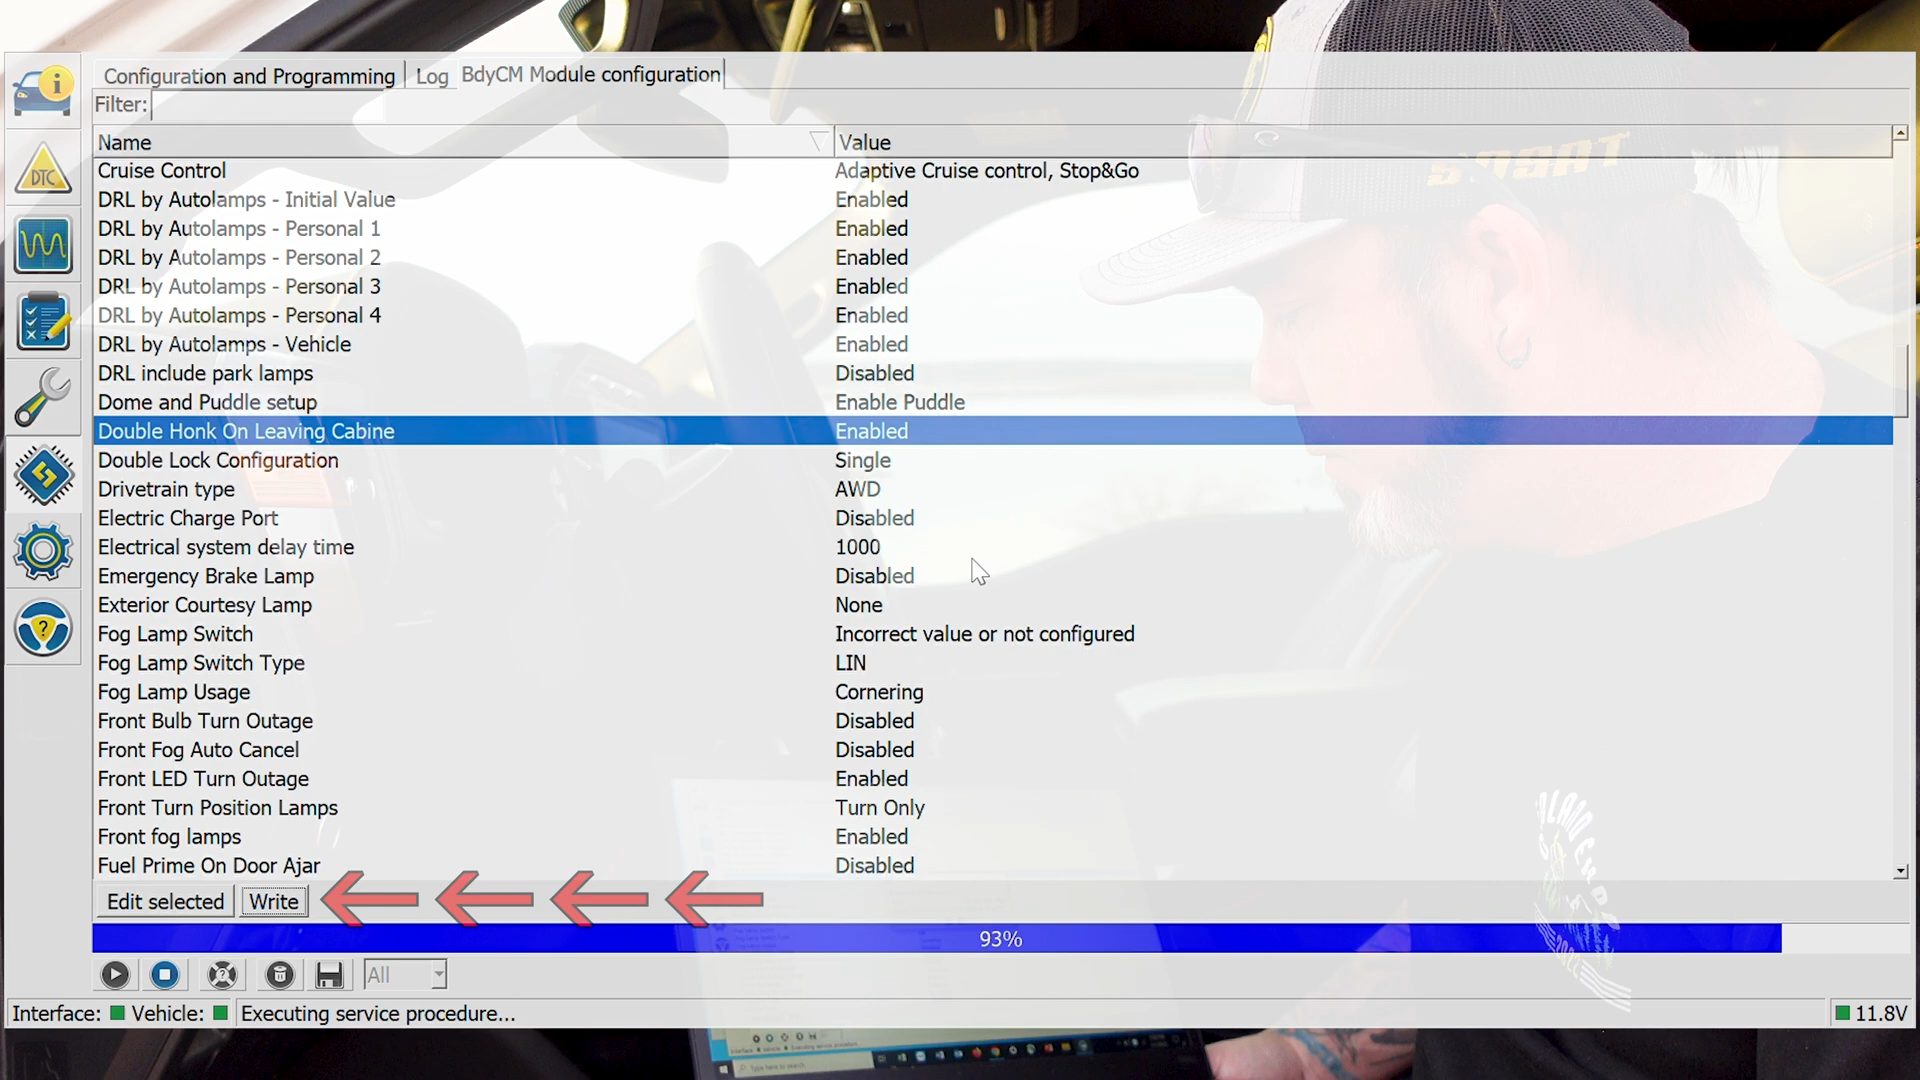 Configuration and Programming Log BdyCM Module configuration
Filter:
Name Value
Cruise Control Adaptive Cruise control, Stop&Go
DRL by Autolamps - Initial Value Enabled
DRL by Autolamps - Personal 1 Enabled
DRL by Autolamps - Personal 2 Enabled
DRL by Autolamps - Personal 3 Enabled
DRL by Autolamps - Personal 4 Enabled
DRL by Autolamps - Vehicle Enabled
DRL include park lamps Disabled
Dome and Puddle setup Enable Puddle
Double Honk On Leaving Cabine Enabled
Double Lock Configuration Single
Drivetrain type AWD
Electric Charge Port Disabled
Electrical system delay time 1000
Emergency Brake Lamp Disabled
Exterior Courtesy Lamp None
Fog Lamp Switch Incorrect value or not configured
Fog Lamp Switch Type LIN
Fog Lamp Usage Cornering
Front Bulb Turn Outage Disabled
Front Fog Auto Cancel Disabled
Front LED Turn Outage Enabled
Front Turn Position Lamps Turn Only
Front fog lamps Enabled
Fuel Prime On Door Ajar Disabled
Edit selected Write
93%
All
Interface: Vehicle: Executing service procedure... 11.8V
DTC